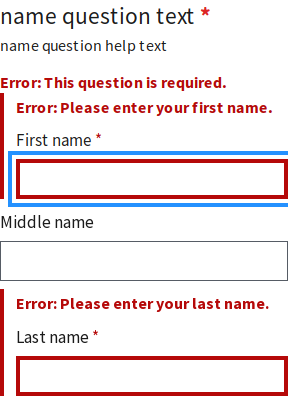 name question text *
name question help text
Error: This question is required.
Error: Please enter your first name.
First name *
Middle name
Error: Please enter your last name.
Last name *